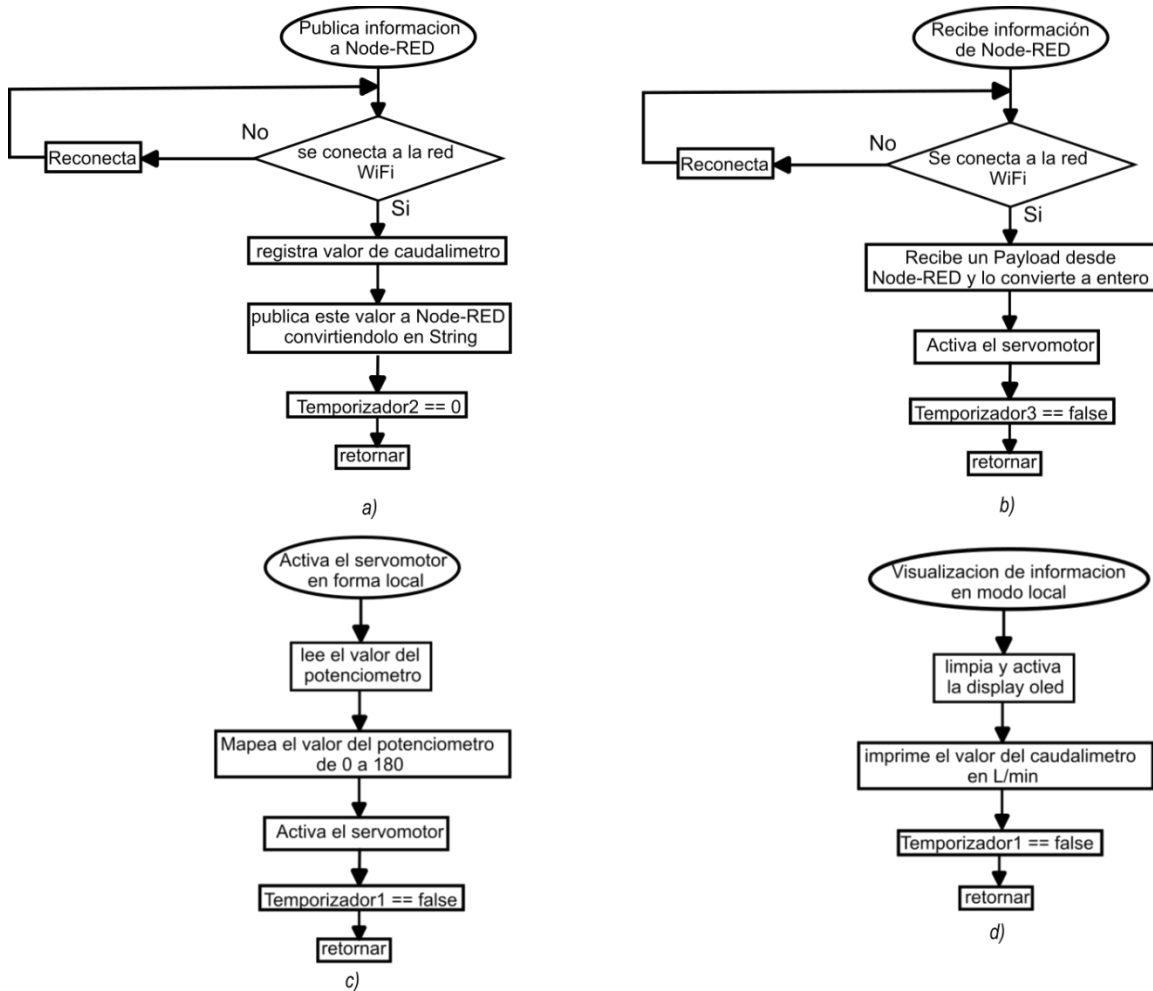 Publica informacion
a Node-RED
No
Reconecta
se conecta a la red
WiFi
Si
registra valor de caudalimetro
publica este valor a Node-RED
convirtiendolo en String
Temporizador2 == 0
retornar
a)
Recibe información
de Node-RED
No
Reconecta
Se conecta a la red
WiFi
Si
Recibe un Payload desde
Node-RED y lo convierte a entero
Activa el servomotor
Temporizador3 == false
retornar
b)
Activa el servomotor
en forma local
lee el valor del
potenciometro
Mapea el valor del potenciometro
de 0 a 180
Activa el servomotor
Temporizador1 == false
retornar
c)
Visualizacion de informacion
en modo local
limpia y activa
la display oled
imprime el valor del caudalimetro
en L/min
Temporizador1 == false
retornar
d)